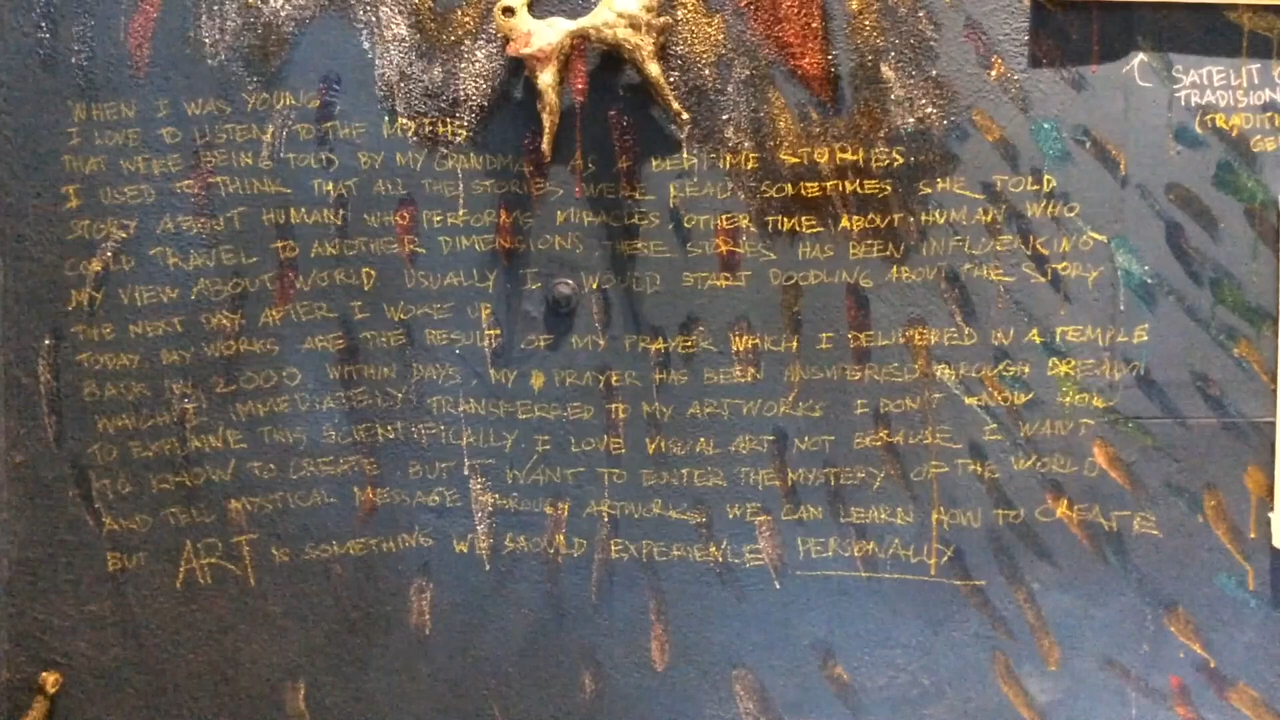 WHEN I WAS YOUNG,
I LOVE TO LISTEN TO THE MYTHS
THAT WERE BEING TOLD BY MY GRANDMA AS A BEDTIME STORIES.
I USED TO THINK THAT ALL THE STORIES WERE REAL. SOMETIMES SHE TOLD
STORY ABOUT HUMAN WHO PERFORMS MIRACLES, OTHER TIME ABOUT HUMAN WHO
COULD TRAVEL TO ANOTHER DIMENSIONS THESE STORIES HAS BEEN INFLUENCING
MY VIEW ABOUT WORLD USUALLY I WOULD START DOODLING ABOUT THE STORY
THE NEXT DAY AFTER I WOKE UP
TODAY MY WORKS ARE THE RESULT OF MY PRAYER WHICH I DELIVERED IN A TEMPLE
BACK IN 2000 WITHIN DAYS, MY PRAYER HAS BEEN ANSWERED THROUGH DREAM
WHICH I IMMEDIATELY TRANSFERRED TO MY ARTWORKS. I DON'T KNOW HOW
TO EXPLAINE THIS SCIENTIFICALLY. I LOVE VISUAL ART NOT BECAUSE I WANT
TO KNOW TO CREATE BUT I WANT TO ENTER THE MYSTERY OF THE WORLD
AND TELL MYSTICAL MESSAGE THROUGH ARTWORKS. WE CAN LEARN HOW TO CREATE
BUT ART IS SOMETHING WE SHOULD EXPERIENCE PERSONALLY
SATELIT
TRADISION
(TRADITI
GE